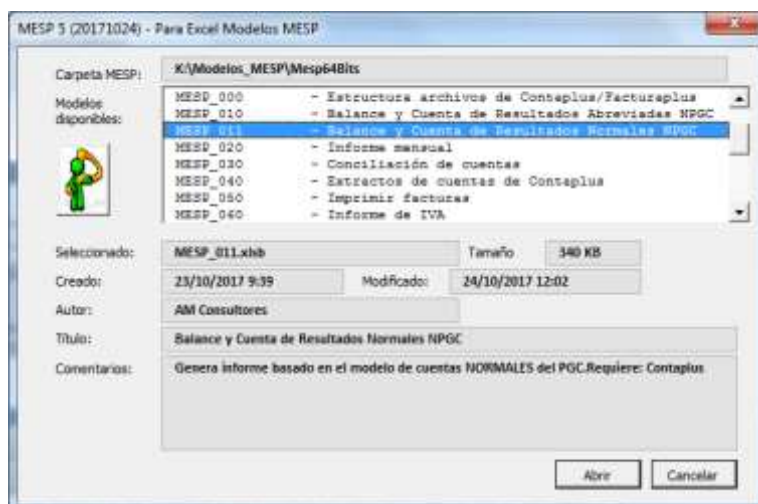 MESP 5 (20171024) - Para Excel Modelos MESP
Carpeta MESP: K:\Modelos_MESP\Mesp64Bits
Modelos disponibles:
MESP_000 - Estructura archivos de Contaplus/Facturaplus
MESP_010 - Balance y Cuenta de Resultados Abreviadas NPGC
MESP_011 - Balance y Cuenta de Resultados Normales NPGC
MESP_020 - Informe mensual
MESP_030 - Conciliación de cuentas
MESP_040 - Extractos de cuentas de Contaplus
MESP_050 - Imprimir facturas
MESP_060 - Informe de IVA
Seleccionado: MESP_011.xlsb Tamaño 340 KB
Creado: 23/10/2017 9:39 Modificado: 24/10/2017 12:02
Autor: AM Consultores
Título: Balance y Cuenta de Resultados Normales NPGC
Comentarios: Genera informe basado en el modelo de cuentas NORMALES del PGC.Requiere: Contaplus
Abrir Cancelar